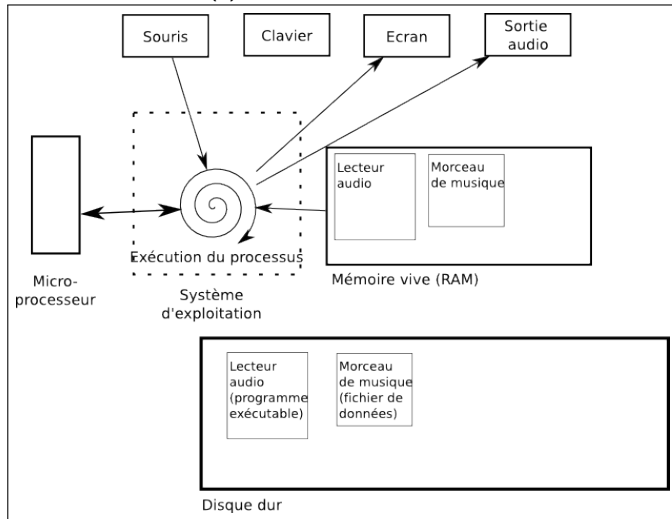 Souris
Clavier
Ecran
Sortie
audio
Lecteur
audio
Morceau
de musique
Exécution du processus
Micro-
processeur
Système
d'exploitation
Mémoire vive (RAM)
Lecteur
audio
(programme
exécutable)
Morceau
de musique
(fichier de
données)
Disque dur